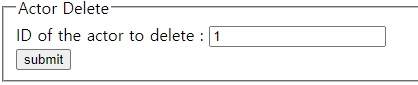 Actor Delete
ID of the actor to delete : 1
submit